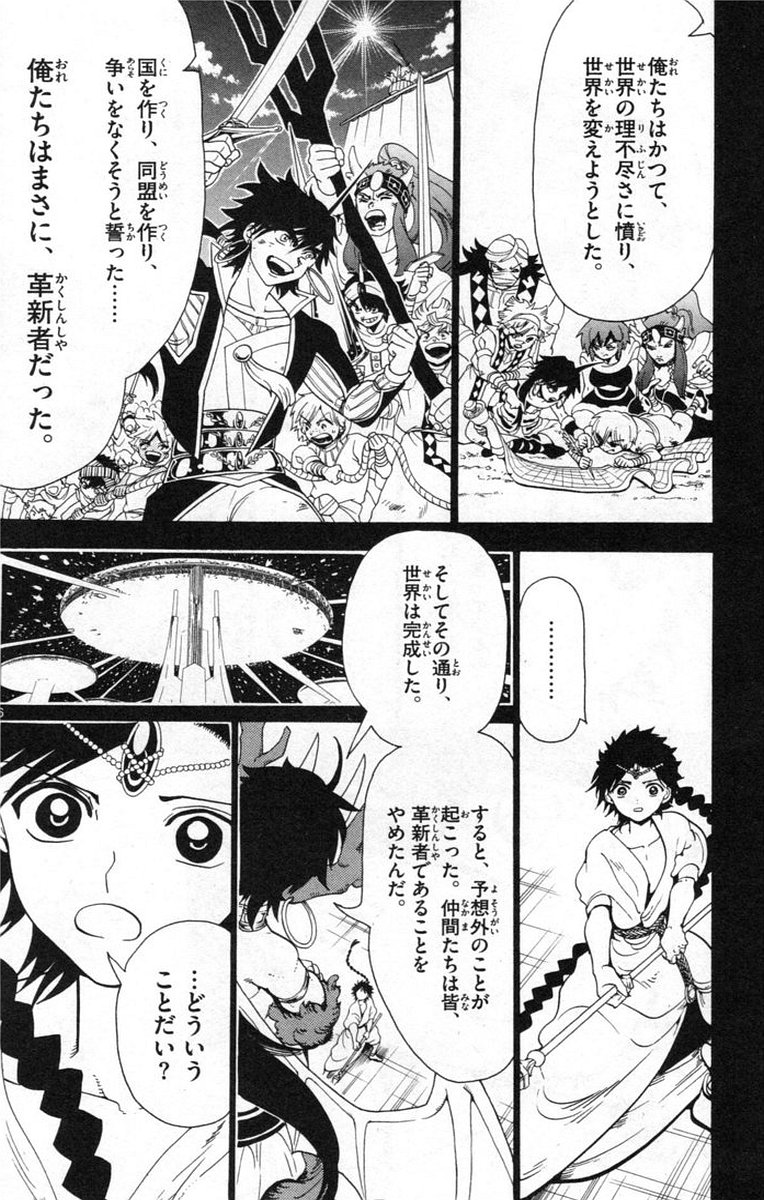 俺たちはかつて、
世界の理不尽さに憤り、
世界を変えようとした。
国を作り、同盟を作り、
争いをなくそうと誓った……
俺たちはまさに、革新者だった。
…………
そしてその通り、
世界は完成した。
すると、予想外のことが
起こった。仲間たちは皆、
革新者であることを
やめたんだ。
…どういう
ことだい？